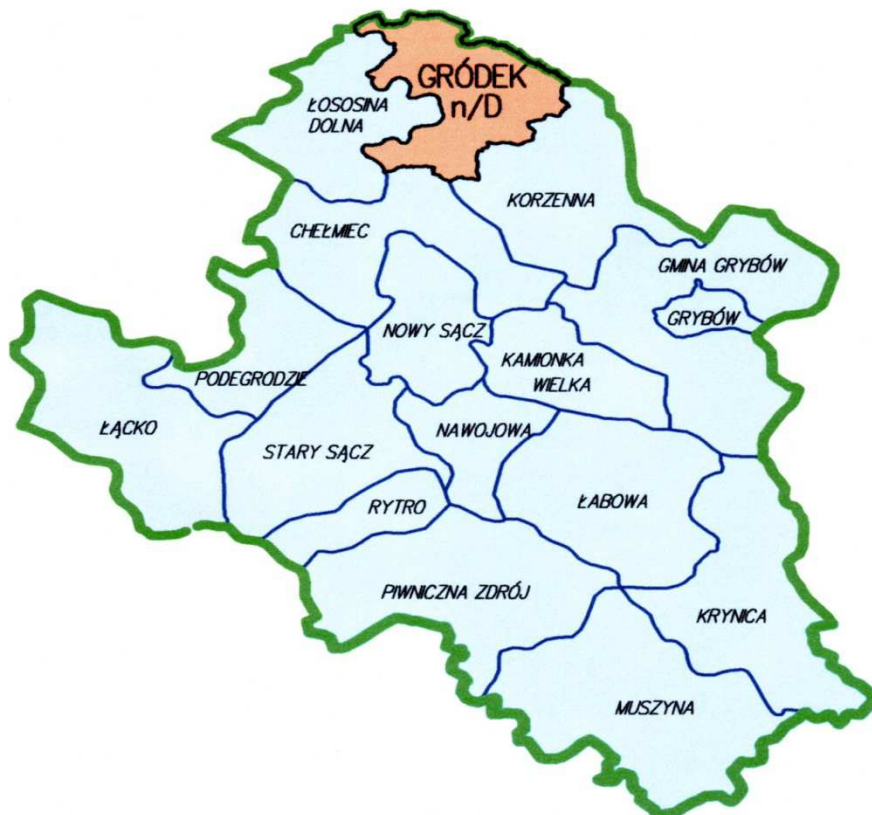 GRÓDEK
n/D
ŁOSOSINA
DOLNA
KORZENNA
CHEŁMIEC
GMINA GRYBÓW
GRYBÓW
NOWY SĄCZ
KAMIONKA
WIELKA
PODEGRODZIE
ŁĄCKO
NAWOJOWA
STARY SĄCZ
ŁABOWA
RYTRO
PIWNICZNA ZDRÓJ
KRYNICA
MUSZYNA